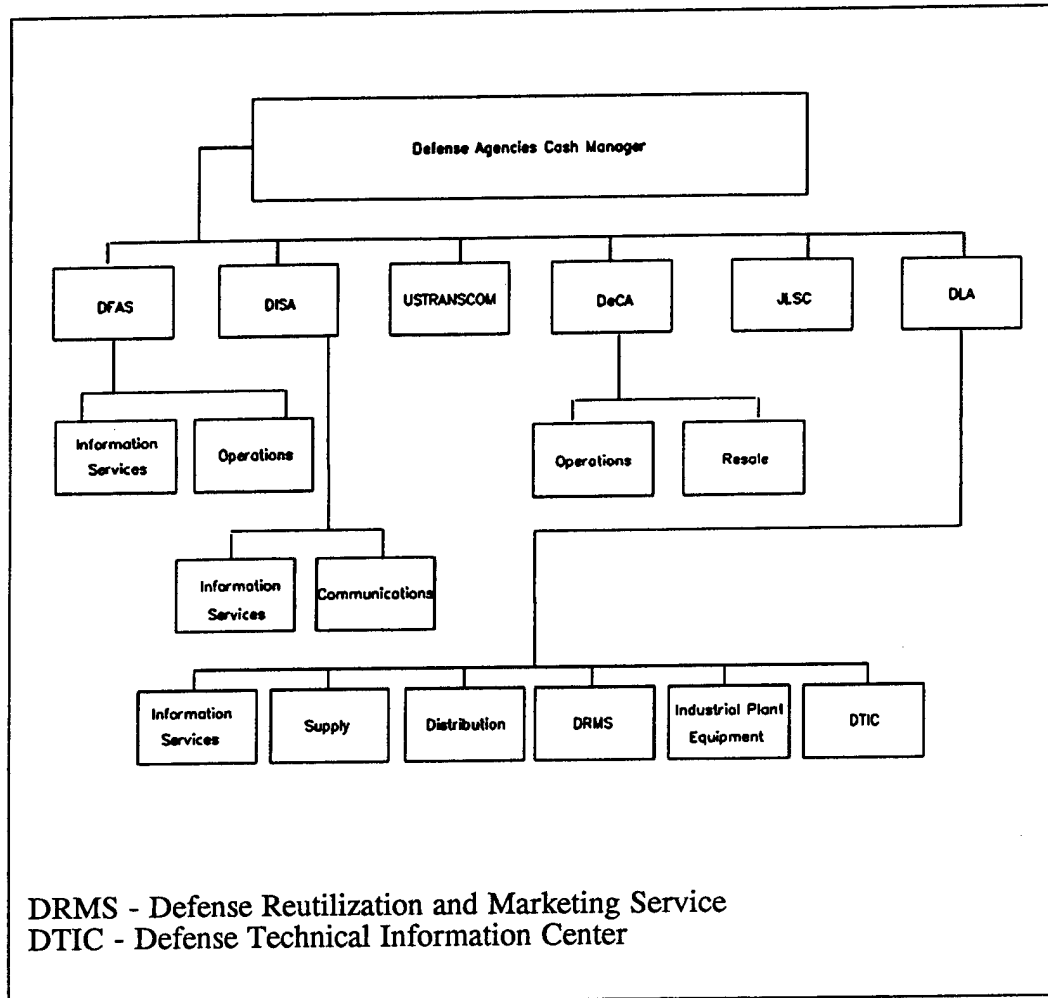 Defense Agencies Cash Manager
DFAS
DISA
USTRANSCOM
DeCA
JLSC
DLA
Information
Services
Operations
Operations
Resale
Information
Services
Communications
Information
Services
Supply
Distribution
DRMS
Industrial Plant
Equipment
DTIC
DRMS - Defense Reutilization and Marketing Service
DTIC - Defense Technical Information Center